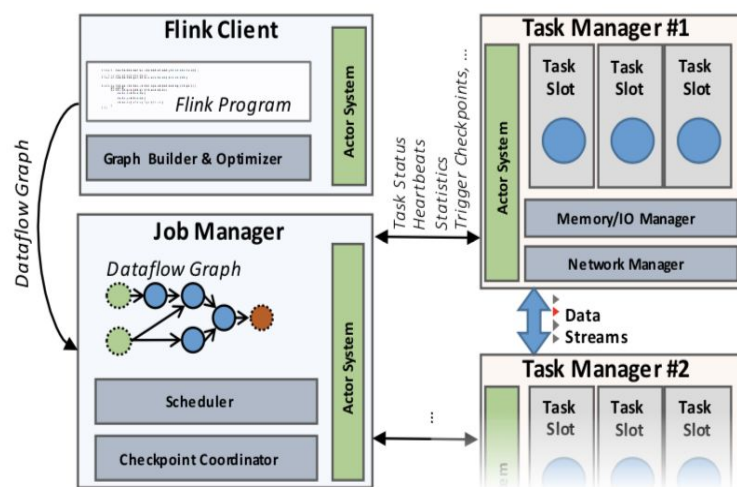 Flink Client
Flink Program
Graph Builder & Optimizer
Actor System
Dataflow Graph
Job Manager
Dataflow Graph
Scheduler
Checkpoint Coordinator
Actor System
Task Status
Heartbeats
Statistics
Trigger Checkpoints, ...
...
Task Manager #1
Actor System
Task
Slot
Task
Slot
Task
Slot
Memory/IO Manager
Network Manager
Data
Streams
Task Manager #2
Task
Slot
Task
Slot
Task
Slot